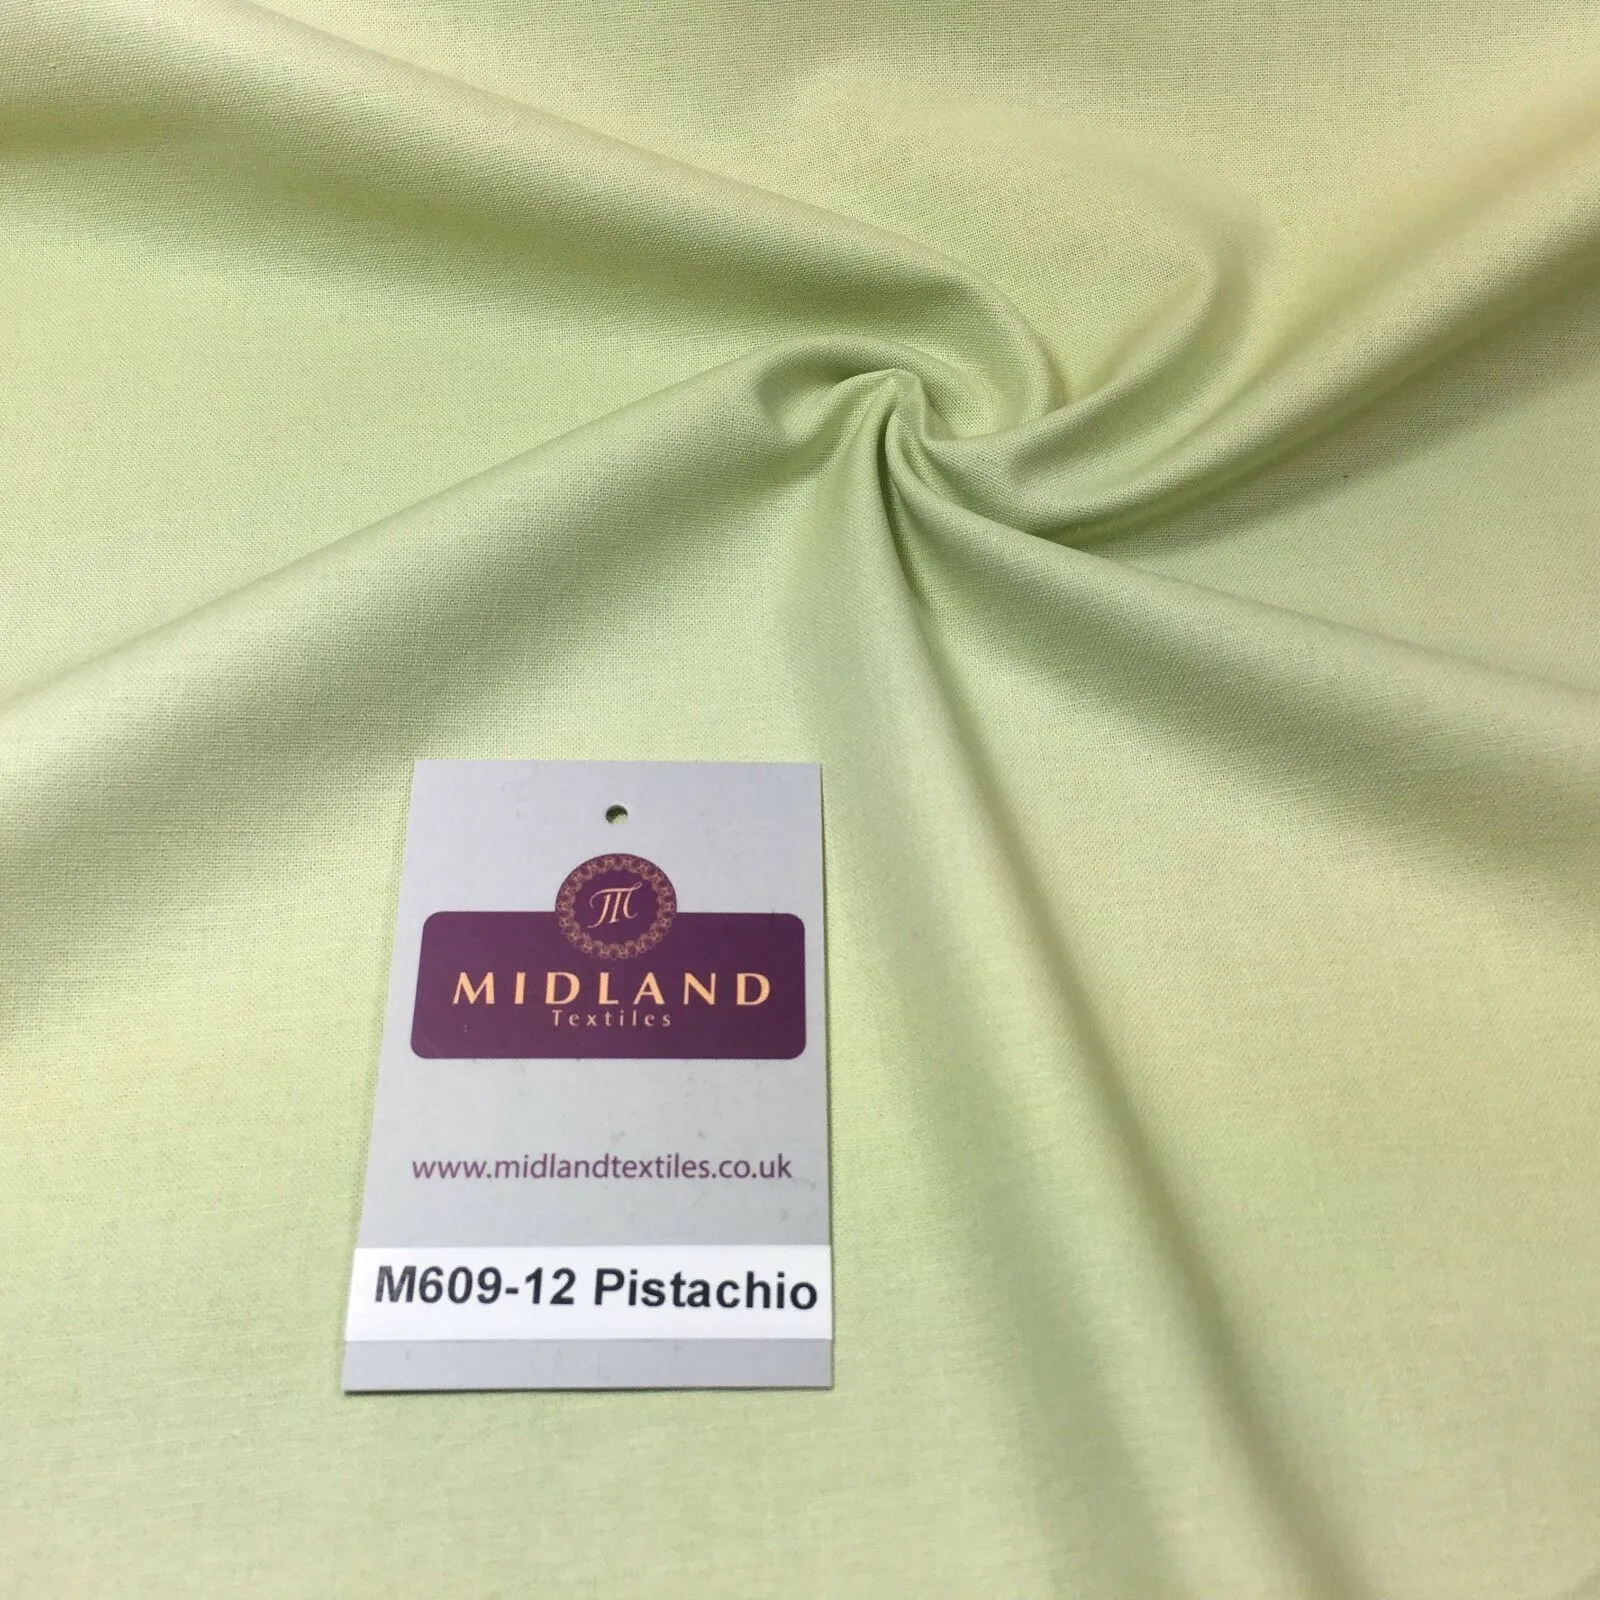 M
MIDLAND
Textiles
www.midlandtextiles.co.uk
M609-12 Pistachio